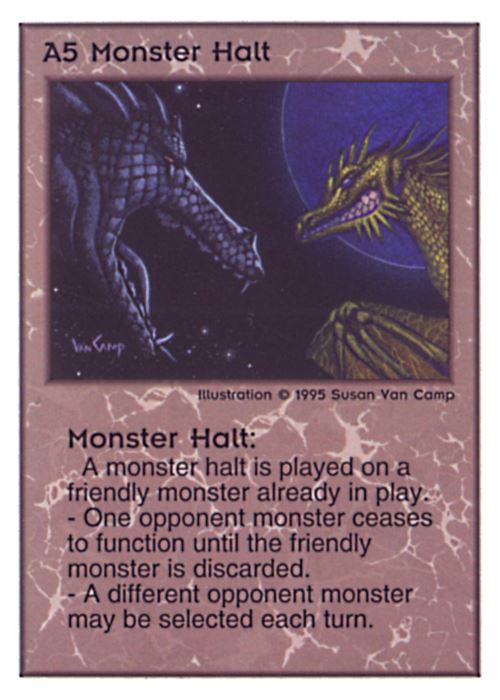 A5 Monster Halt
Van Camp
Illustration © 1995 Susan Van Camp
Monster Halt:
A monster halt is played on a
friendly monster already in play.
- One opponent monster ceases
to function until the friendly
monster is discarded.
- A different opponent monster
may be selected each turn.